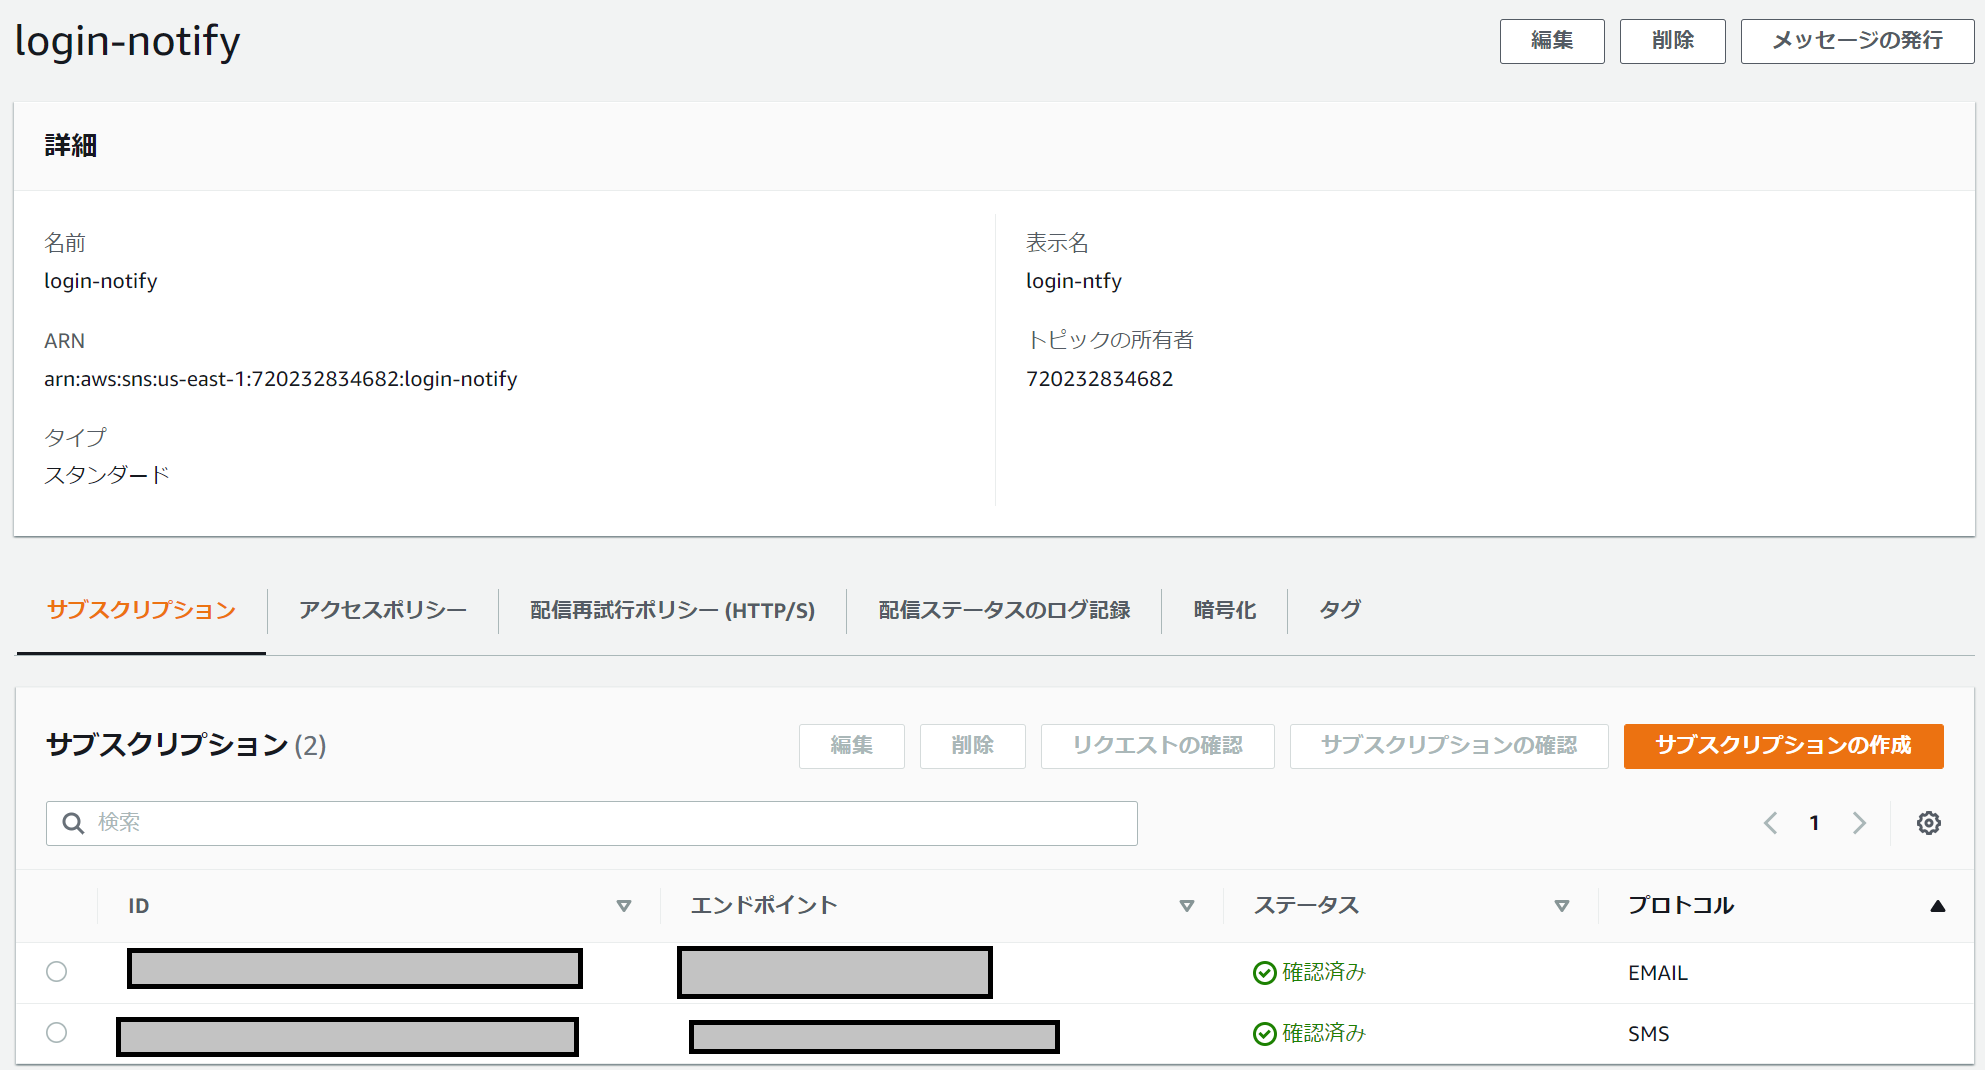 login-notify
編集 削除 メッセージの発行
詳細
名前
login-notify
ARN
arn:aws:sns:us-east-1:720232834682:login-notify
タイプ
スタンダード
表示名
login-ntfy
トピックの所有者
720232834682
サブスクリプション アクセスポリシー 配信再試行ポリシー (HTTP/S) 配信ステータスのログ記録 暗号化 タグ
サブスクリプション (2)
編集 削除 リクエストの確認 サブスクリプションの確認 サブスクリプションの作成
検索
1
ID エンドポイント ステータス プロトコル
確認済み EMAIL
確認済み SMS